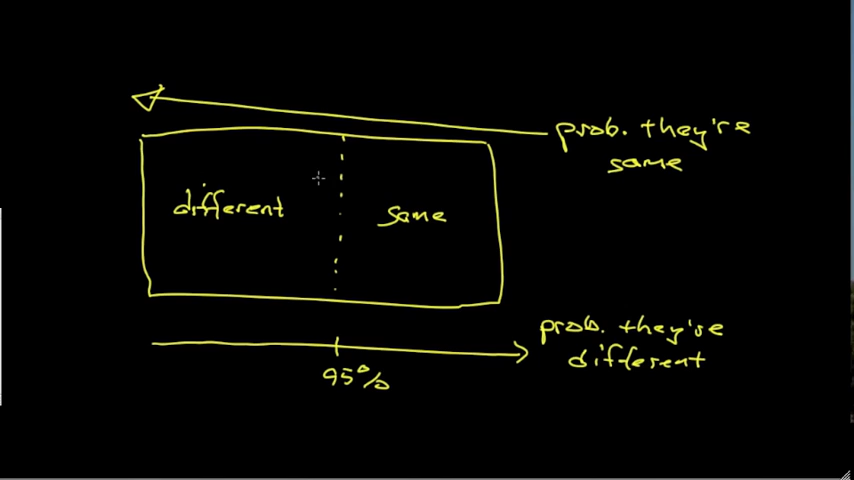 prob. they're
same
different
same
prob. they're
different
95%